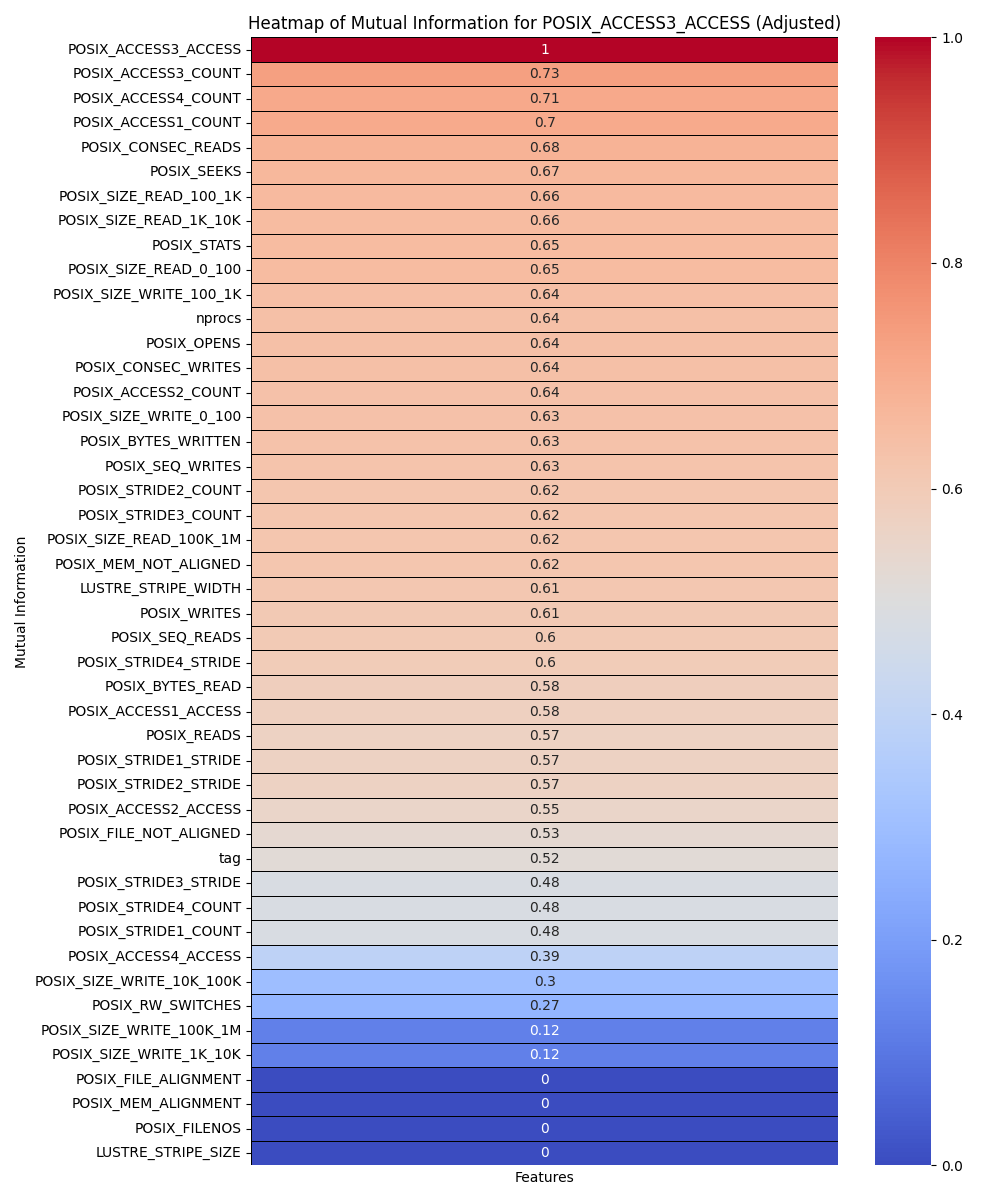 Heatmap of Mutual Information for POSIX_ACCESS3_ACCESS (Adjusted)
POSIX_ACCESS3_ACCESS 1
POSIX_ACCESS3_COUNT 0.73
POSIX_ACCESS4_COUNT 0.71
POSIX_ACCESS1_COUNT 0.7
POSIX_CONSEC_READS 0.68
POSIX_SEEKS 0.67
POSIX_SIZE_READ_100_1K 0.66
POSIX_SIZE_READ_1K_10K 0.66
POSIX_STATS 0.65
POSIX_SIZE_READ_0_100 0.65
POSIX_SIZE_WRITE_100_1K 0.64
nprocs 0.64
POSIX_OPENS 0.64
POSIX_CONSEC_WRITES 0.64
POSIX_ACCESS2_COUNT 0.64
POSIX_SIZE_WRITE_0_100 0.63
POSIX_BYTES_WRITTEN 0.63
POSIX_SEQ_WRITES 0.63
POSIX_STRIDE2_COUNT 0.62
POSIX_STRIDE3_COUNT 0.62
POSIX_SIZE_READ_100K_1M 0.62
POSIX_MEM_NOT_ALIGNED 0.62
LUSTRE_STRIPE_WIDTH 0.61
POSIX_WRITES 0.61
POSIX_SEQ_READS 0.6
POSIX_STRIDE4_STRIDE 0.6
POSIX_BYTES_READ 0.58
POSIX_ACCESS1_ACCESS 0.58
POSIX_READS 0.57
POSIX_STRIDE1_STRIDE 0.57
POSIX_STRIDE2_STRIDE 0.57
POSIX_ACCESS2_ACCESS 0.55
POSIX_FILE_NOT_ALIGNED 0.53
tag 0.52
POSIX_STRIDE3_STRIDE 0.48
POSIX_STRIDE4_COUNT 0.48
POSIX_STRIDE1_COUNT 0.48
POSIX_ACCESS4_ACCESS 0.39
POSIX_SIZE_WRITE_10K_100K 0.3
POSIX_RW_SWITCHES 0.27
POSIX_SIZE_WRITE_100K_1M 0.12
POSIX_SIZE_WRITE_1K_10K 0.12
POSIX_FILE_ALIGNMENT 0
POSIX_MEM_ALIGNMENT 0
POSIX_FILENOS 0
LUSTRE_STRIPE_SIZE 0
Mutual Information
Features
1.0
0.8
0.6
0.4
0.2
0.0